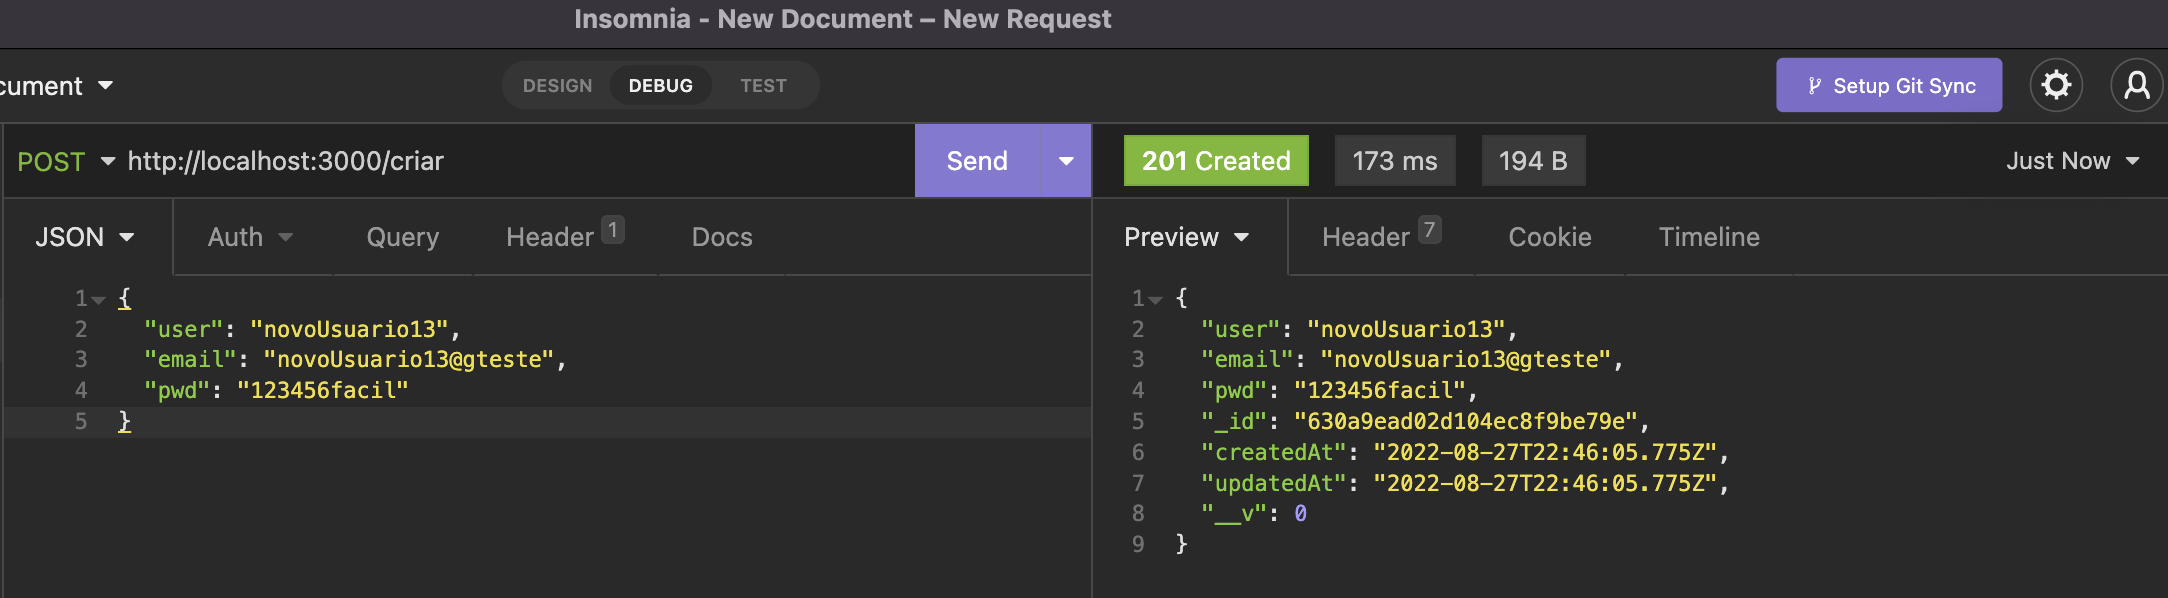 Insomnia - New Document – New Request
cument
DESIGN DEBUG TEST
Setup Git Sync
POST http://localhost:3000/criar
Send
201 Created 173 ms 194 B
Just Now
JSON Auth Query Header 1 Docs
1 {
2 "user": "novoUsuario13",
3 "email": "novoUsuario13@gteste",
4 "pwd": "123456facil"
5 }
Preview Header 7 Cookie Timeline
1 {
2 "user": "novoUsuario13",
3 "email": "novoUsuario13@gteste",
4 "pwd": "123456facil",
5 "_id": "630a9ead02d104ec8f9be79e",
6 "createdAt": "2022-08-27T22:46:05.775Z",
7 "updatedAt": "2022-08-27T22:46:05.775Z",
8 "__v": 0
9 }